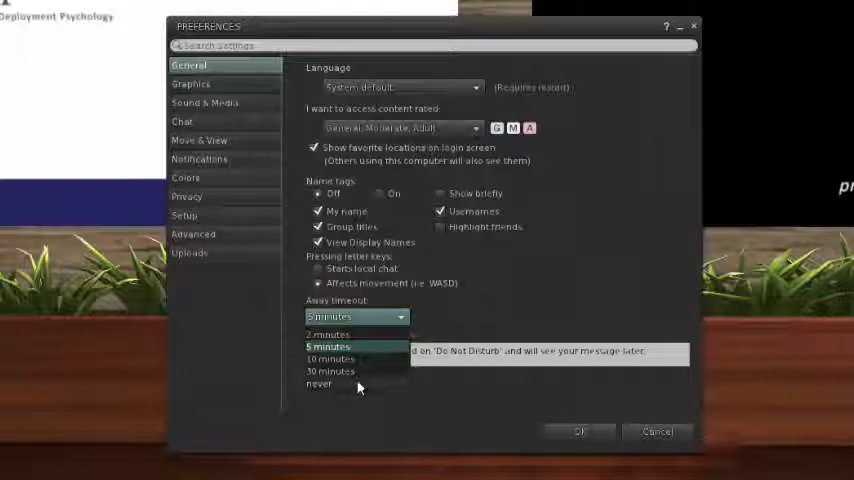 Deployment Psychology
PREFERENCES
? _ ×
Search Settings
General
Graphics
Sound & Media
Chat
Move & View
Notifications
Colors
Privacy
Setup
Advanced
Uploads
Language
System default (Requires restart)
I want to access content rated:
General, Moderate, Adult G M A
Show favorite locations on login screen
(Others using this computer will also see them)
Name tags:
Off On Show briefly
My name Usernames
Group titles Highlight friends
View Display Names
Pressing letter keys:
Starts local chat
Affects movement (i.e. WASD)
Away timeout:
5 minutes
2 minutes
5 minutes
d on 'Do Not Disturb' and will see your message later.
10 minutes
30 minutes
never
OK Cancel